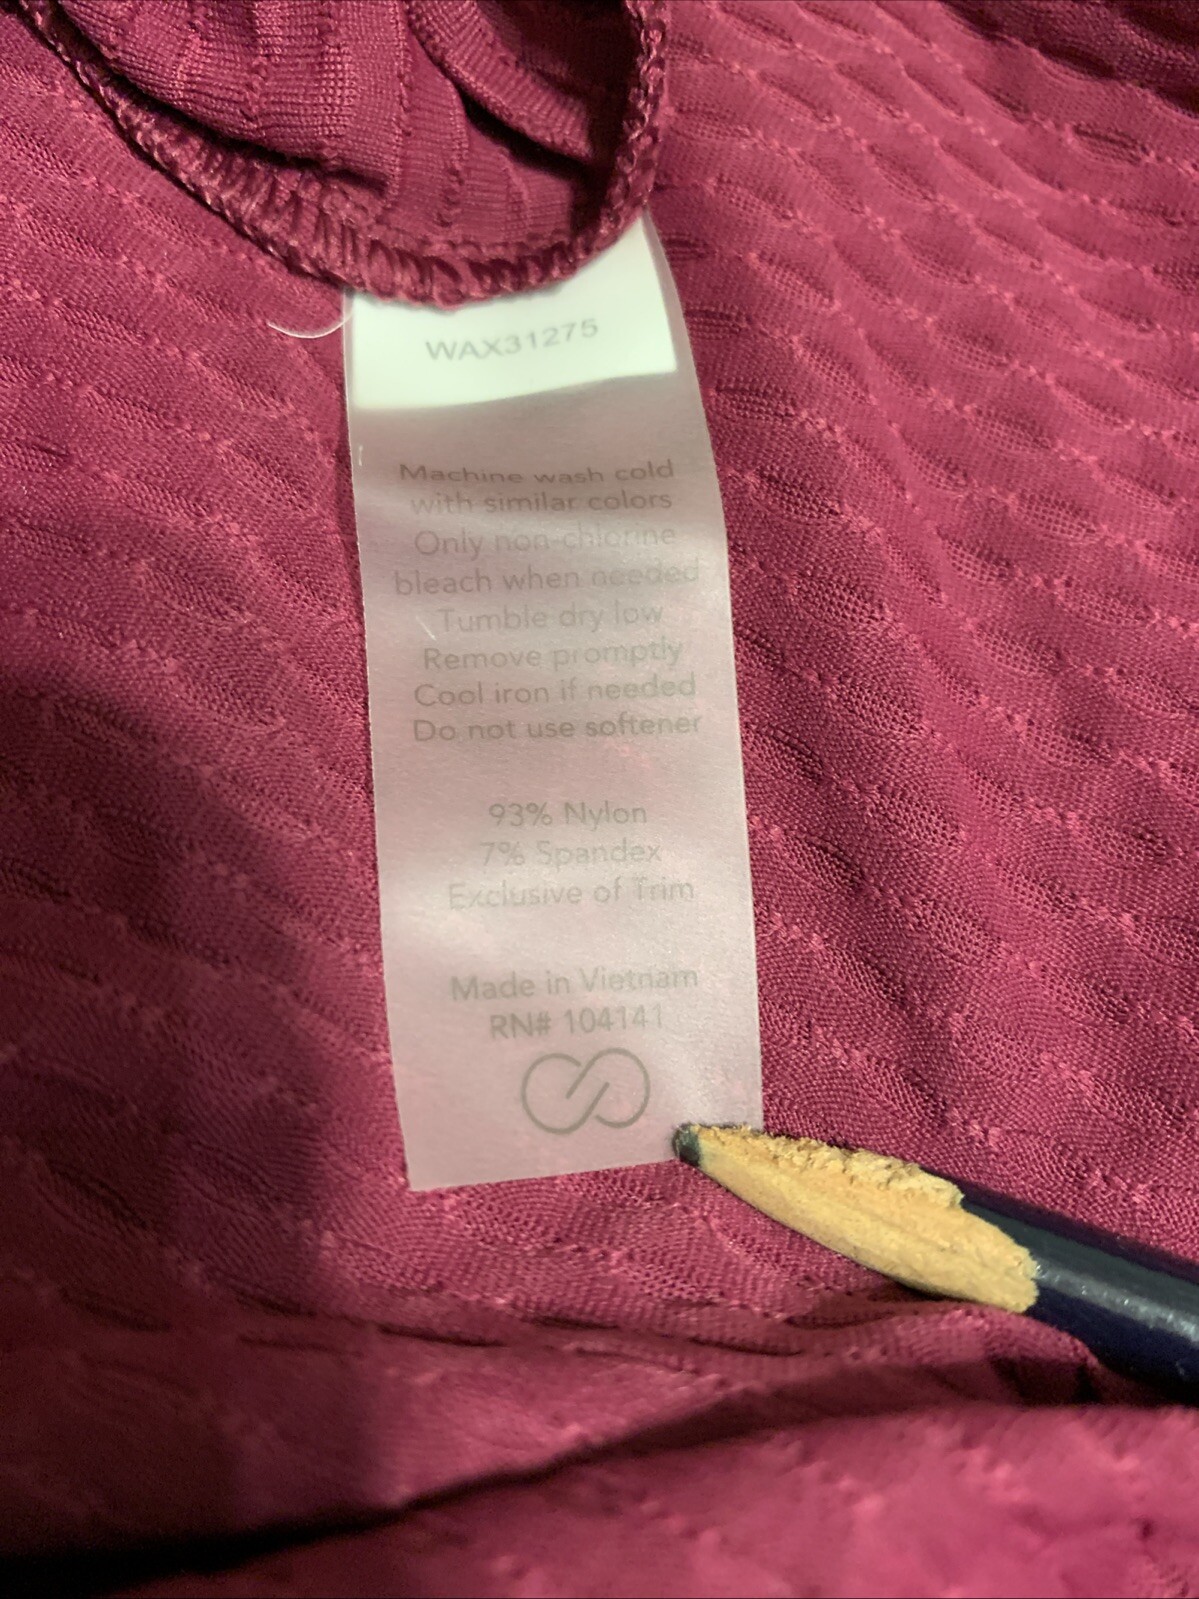 WAX31275
Machine wash cold
with similar colors
Only non-chlorine
bleach when needed
Tumble dry low
Remove promptly
Cool iron if needed
Do not use softener
93% Nylon
7% Spandex
Exclusive of Trim
Made in Vietnam
RN# 104141